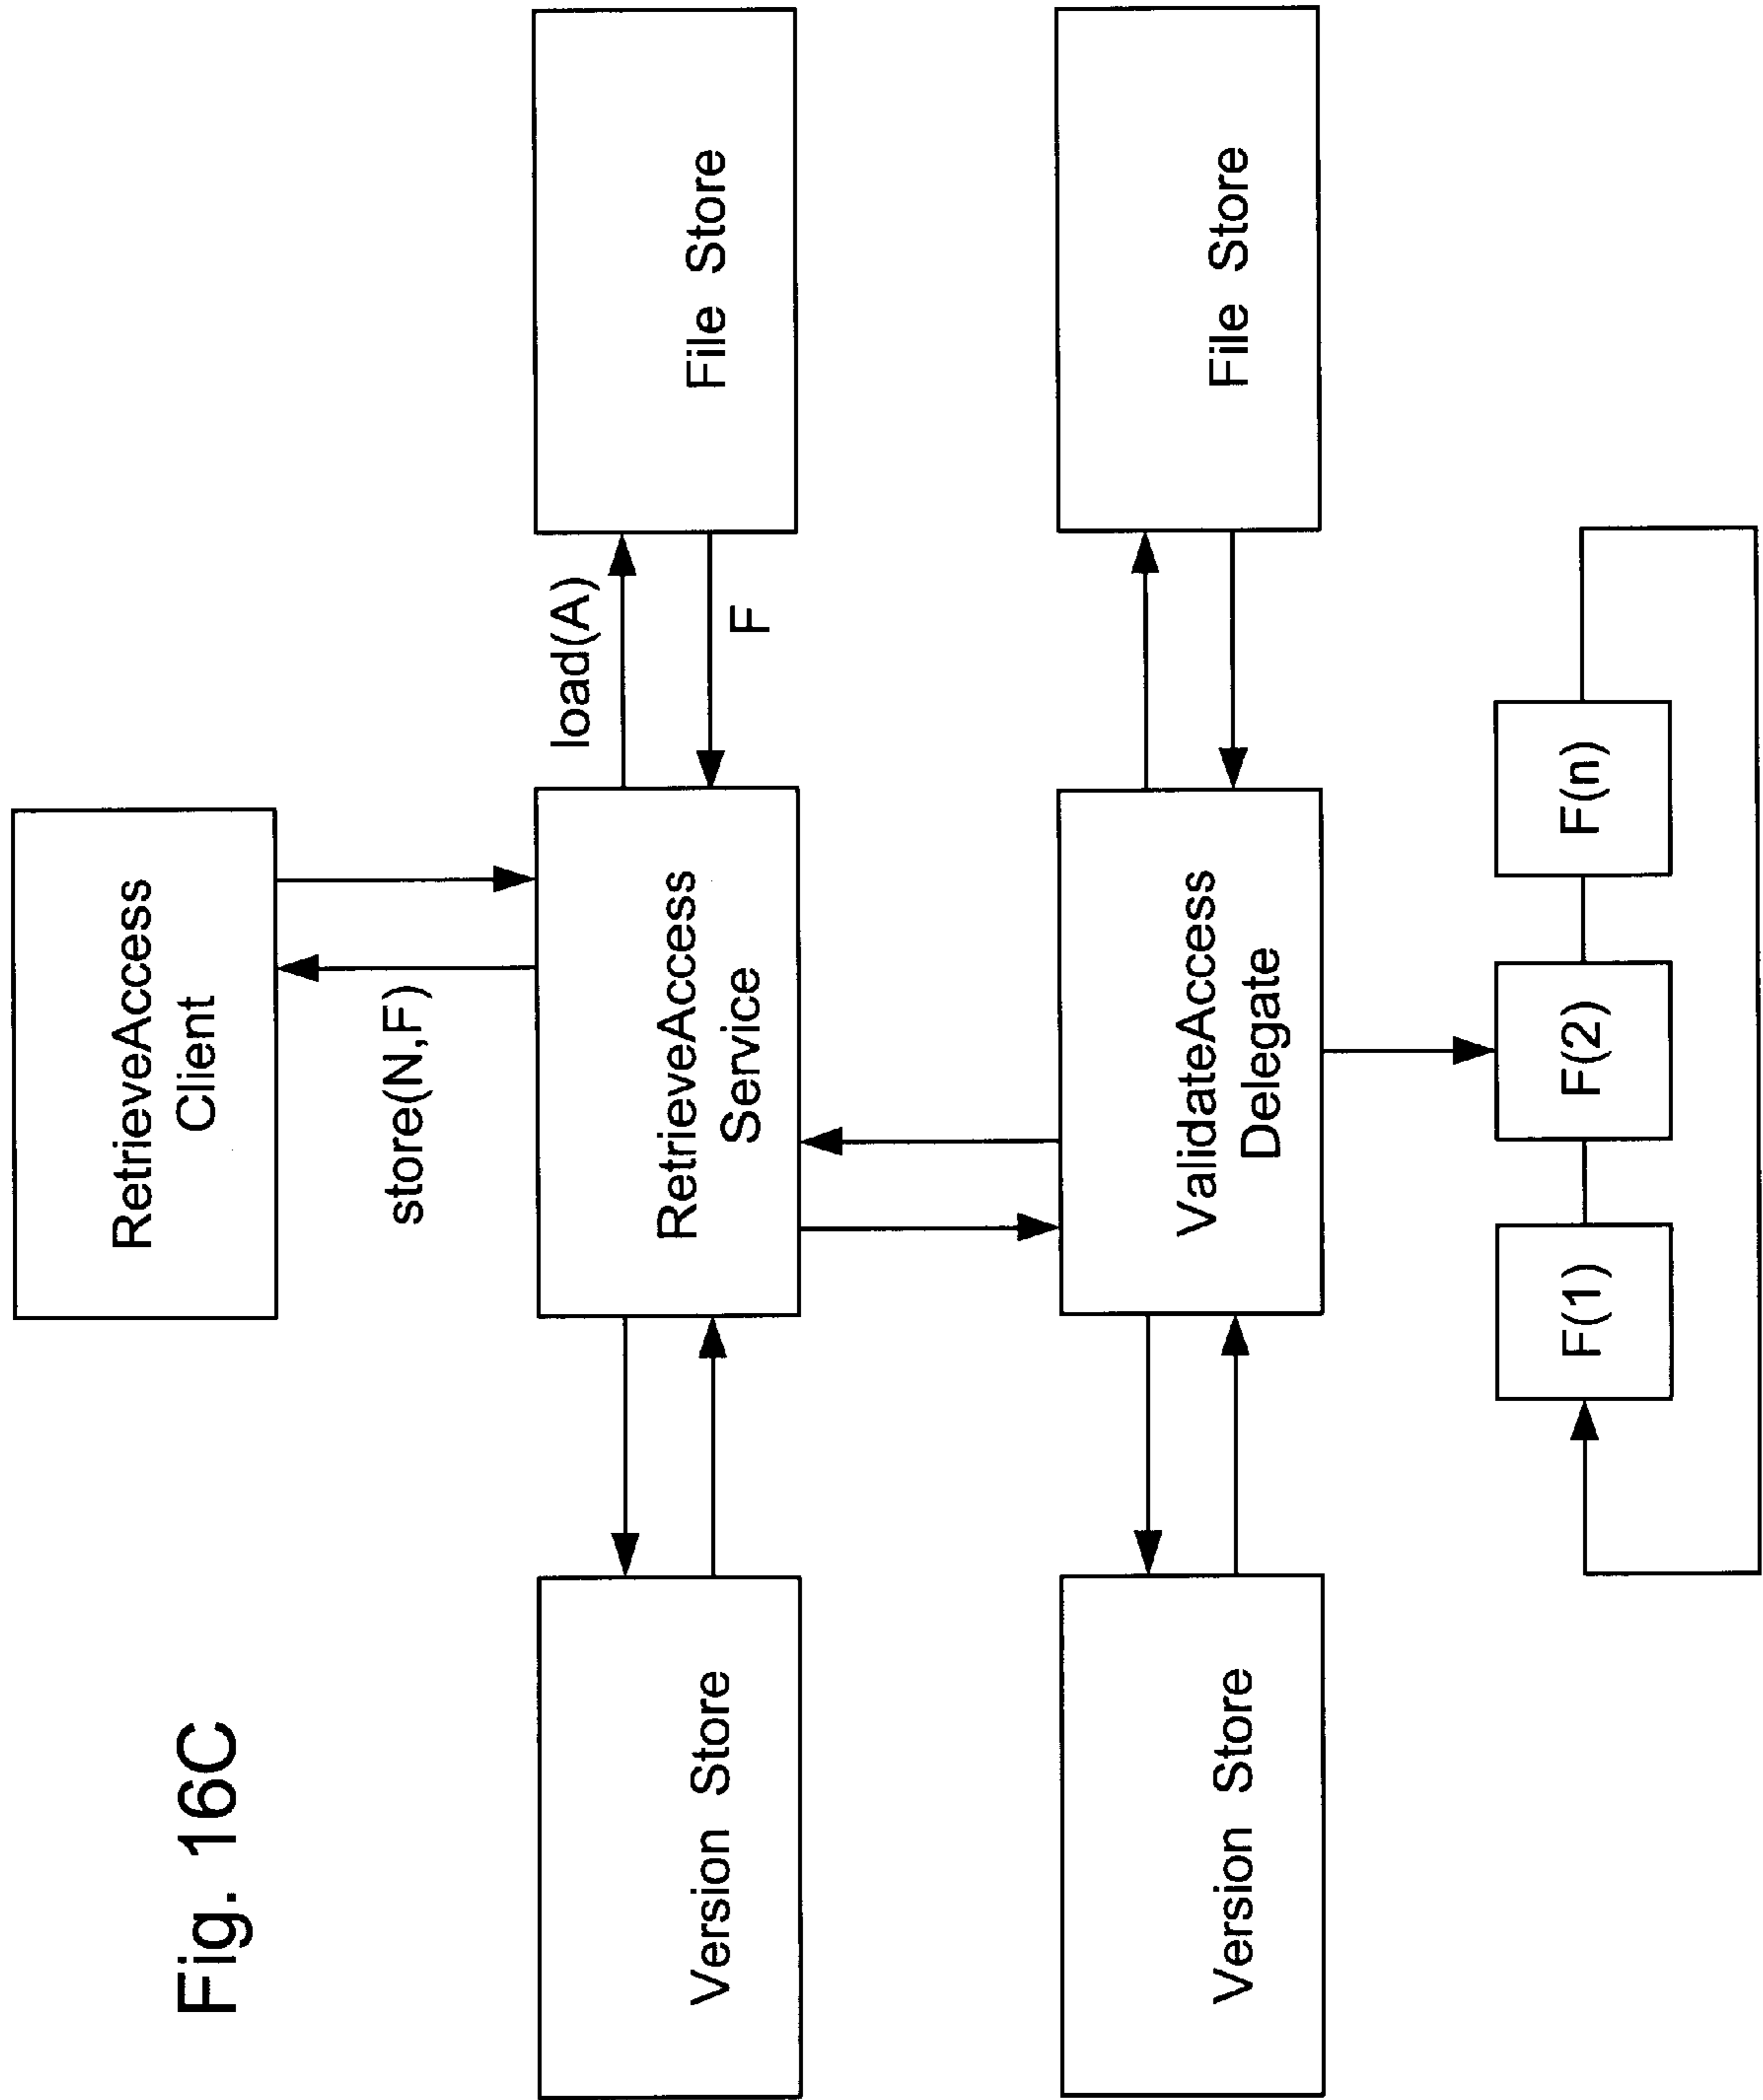 Fig. 16C
RetrieveAccess
Client
store(N,F)
load(A)
Version Store
RetrieveAccess
Service
File Store
F
Version Store
ValidateAccess
Delegate
File Store
F(1)
F(2)
F(n)